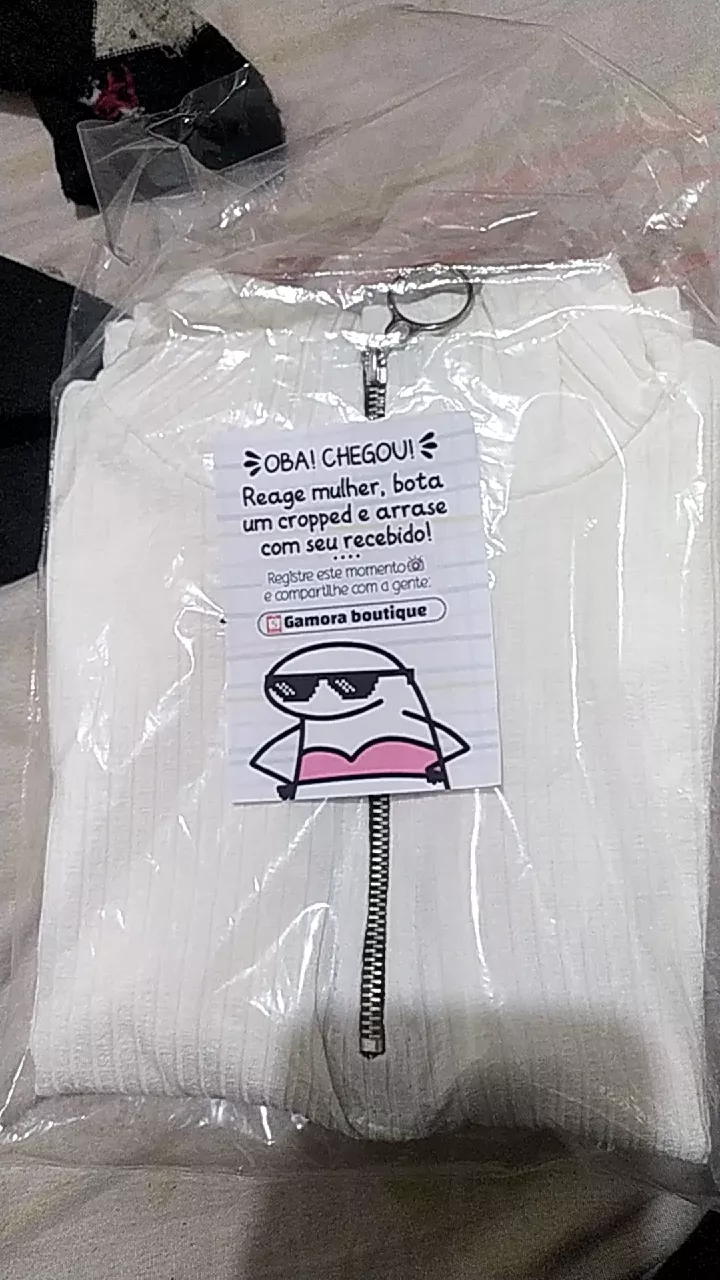 OBA! CHEGOU!
Reage mulher, bota
um cropped e arrase
com seu recebido!
Registre este momento
e compartilhe com a gente:
Gamora boutique